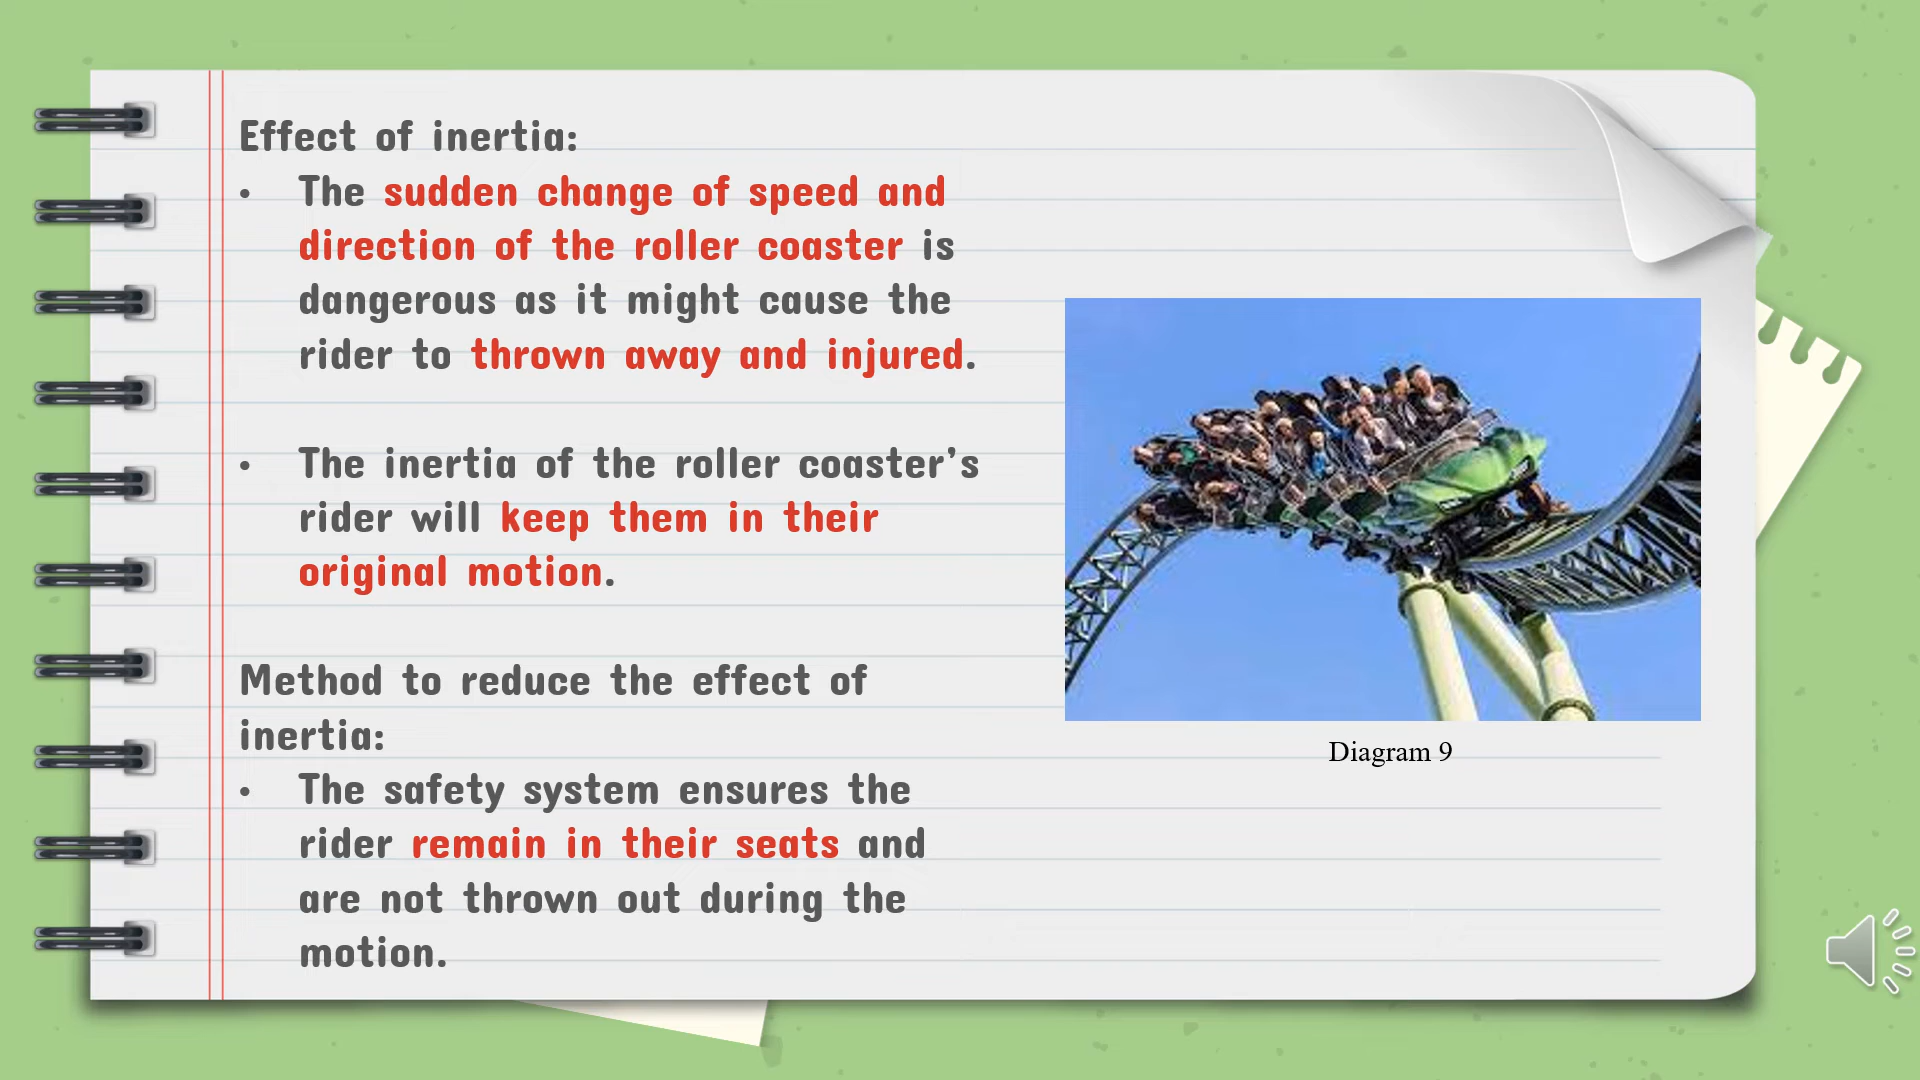 Effect of inertia:
• The sudden change of speed and
direction of the roller coaster is
dangerous as it might cause the
rider to thrown away and injured.
• The inertia of the roller coaster’s
rider will keep them in their
original motion.
Method to reduce the effect of
inertia:
• The safety system ensures the
rider remain in their seats and
are not thrown out during the
motion.
Diagram 9